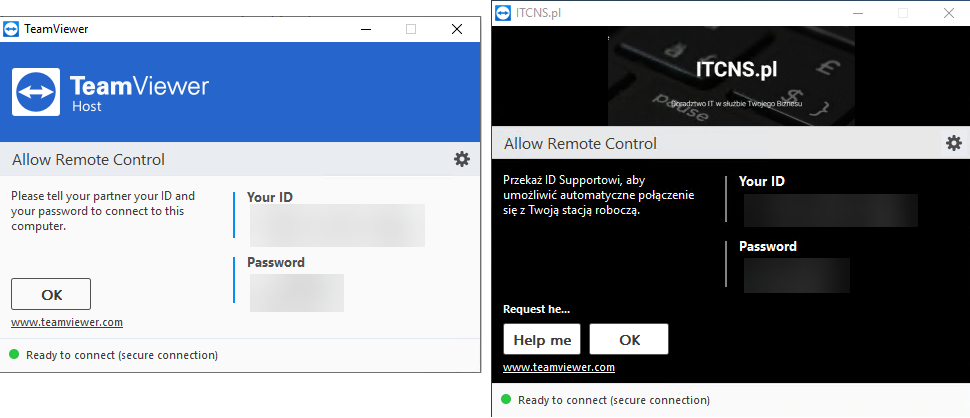 TeamViewer
TeamViewer
Host
Allow Remote Control
Please tell your partner your ID and
your password to connect to this
computer.
Your ID
Password
OK
www.teamviewer.com
Ready to connect (secure connection)
ITCNS.pl
ITCNS.pl
Doradztwo IT w służbie Twojego Biznesu
pause
£
$
Allow Remote Control
Przekaż ID Supportowi, aby
umożliwić automatyczne połączenie
się z Twoją stacją roboczą.
Your ID
Password
Request he...
Help me
OK
www.teamviewer.com
Ready to connect (secure connection)